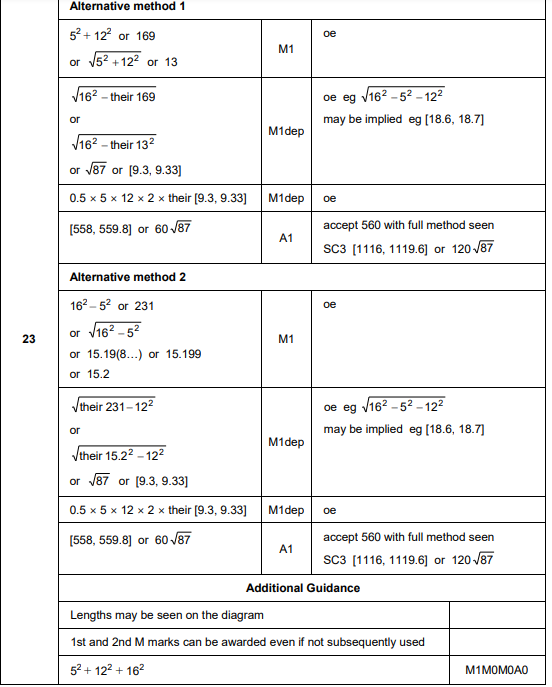 Alternative method 1
5² + 12² or 169
or √(5² + 12²) or 13
M1
oe
√(16² – their 169)
or
√(16² – their 13²)
or √87 or [9.3, 9.33]
M1dep
oe eg √(16² – 5² – 12²)
may be implied eg [18.6, 18.7]
0.5 × 5 × 12 × 2 × their [9.3, 9.33]
M1dep
oe
[558, 559.8] or 60√87
A1
accept 560 with full method seen
SC3 [1116, 1119.6] or 120√87
Alternative method 2
23
16² – 5² or 231
or √(16² – 5²)
or 15.19(8...) or 15.199
or 15.2
M1
oe
√(their 231 – 12²)
or
√(their 15.2² – 12²)
or √87 or [9.3, 9.33]
M1dep
oe eg √(16² – 5² – 12²)
may be implied eg [18.6, 18.7]
0.5 × 5 × 12 × 2 × their [9.3, 9.33]
M1dep
oe
[558, 559.8] or 60√87
A1
accept 560 with full method seen
SC3 [1116, 1119.6] or 120√87
Additional Guidance
Lengths may be seen on the diagram
1st and 2nd M marks can be awarded even if not subsequently used
5² + 12² + 16²
M1M0M0A0